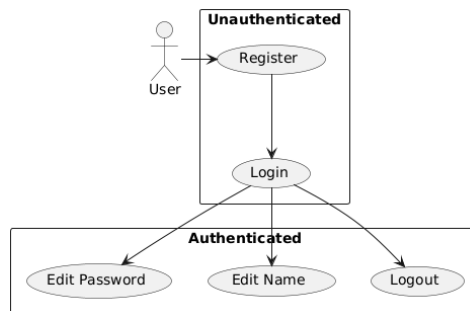 Unauthenticated
Register
User
Login
Authenticated
Edit Password
Edit Name
Logout